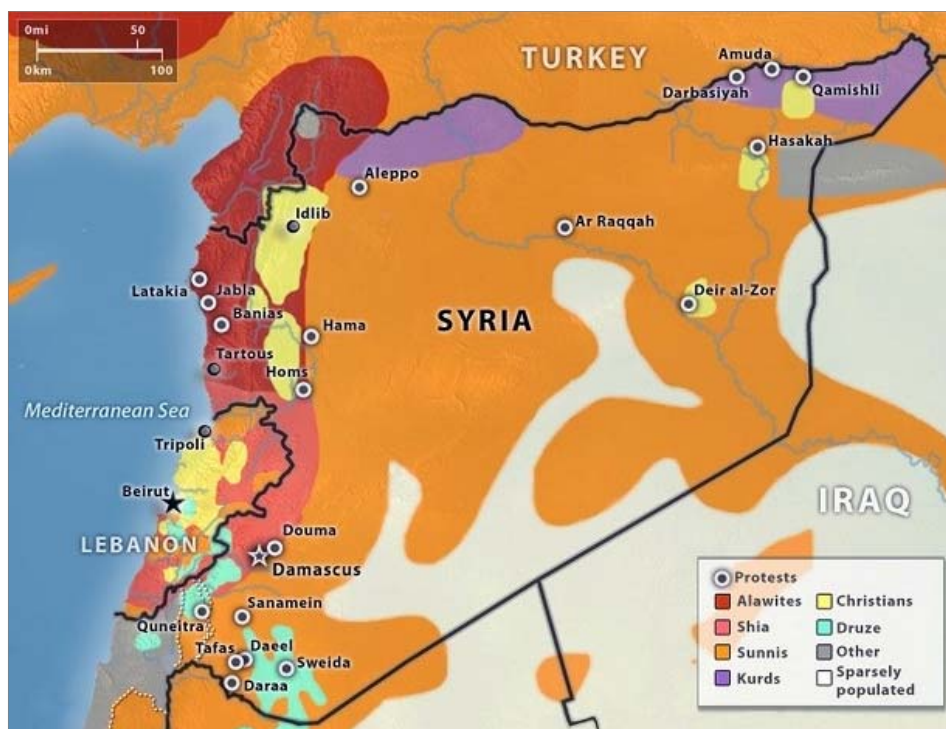 0mi 50
0km 100
TURKEY
Amuda
Darbasiyah
Qamishli
Hasakah
Aleppo
Idlib
Ar Raqqah
Deir al-Zor
Latakia
Jabla
Banias
SYRIA
Hama
Tartous
Homs
Mediterranean Sea
Tripoli
Beirut
IRAQ
LEBANON
Douma
Damascus
Sanamein
Quneitra
Daeel
Tafas
Sweida
Daraa
Protests
Alawites
Shia
Sunnis
Kurds
Christians
Druze
Other
Sparsely
populated